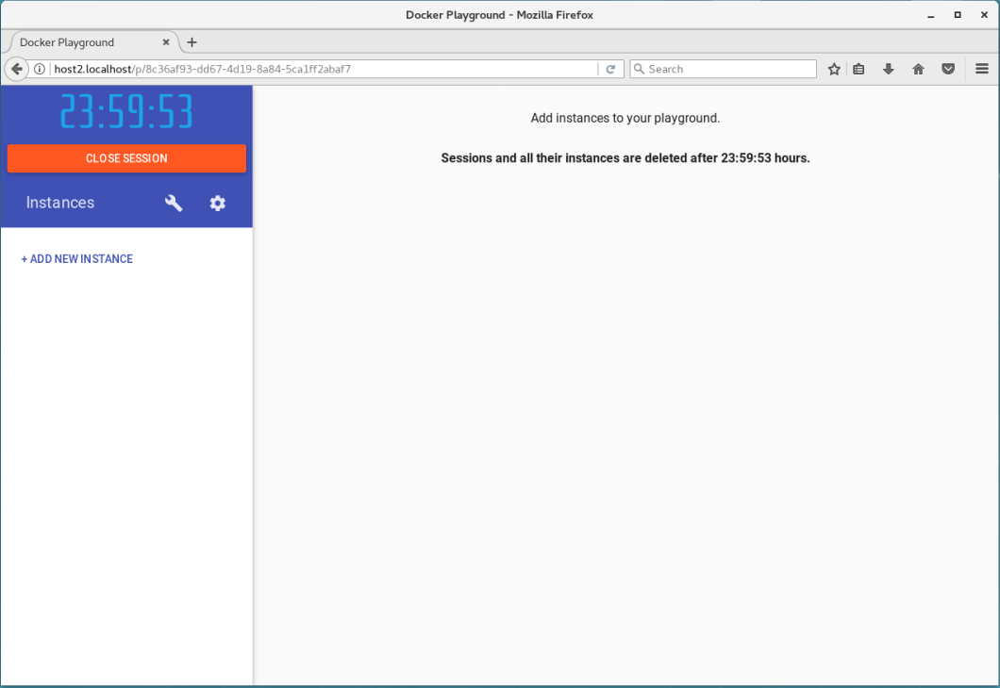 Docker Playground - Mozilla Firefox
Docker Playground
host2.localhost/p/8c36af93-dd67-4d19-8a84-5ca1ff2abaf7
Search
23:59:53
CLOSE SESSION
Instances
+ ADD NEW INSTANCE
Add instances to your playground.
Sessions and all their instances are deleted after 23:59:53 hours.